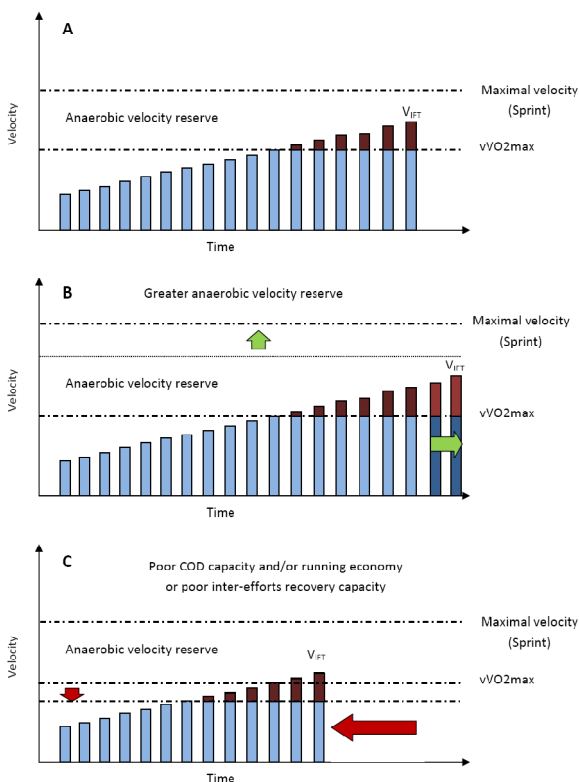 A
Maximal velocity
(Sprint)
Anaerobic velocity reserve
VIFT
vVO2max
Velocity
Time
B
Greater anaerobic velocity reserve
Maximal velocity
(Sprint)
Anaerobic velocity reserve
VIFT
vVO2max
Velocity
Time
C
Poor COD capacity and/or running economy
or poor inter-efforts recovery capacity
Maximal velocity
(Sprint)
Anaerobic velocity reserve
VIFT
vVO2max
Velocity
Time